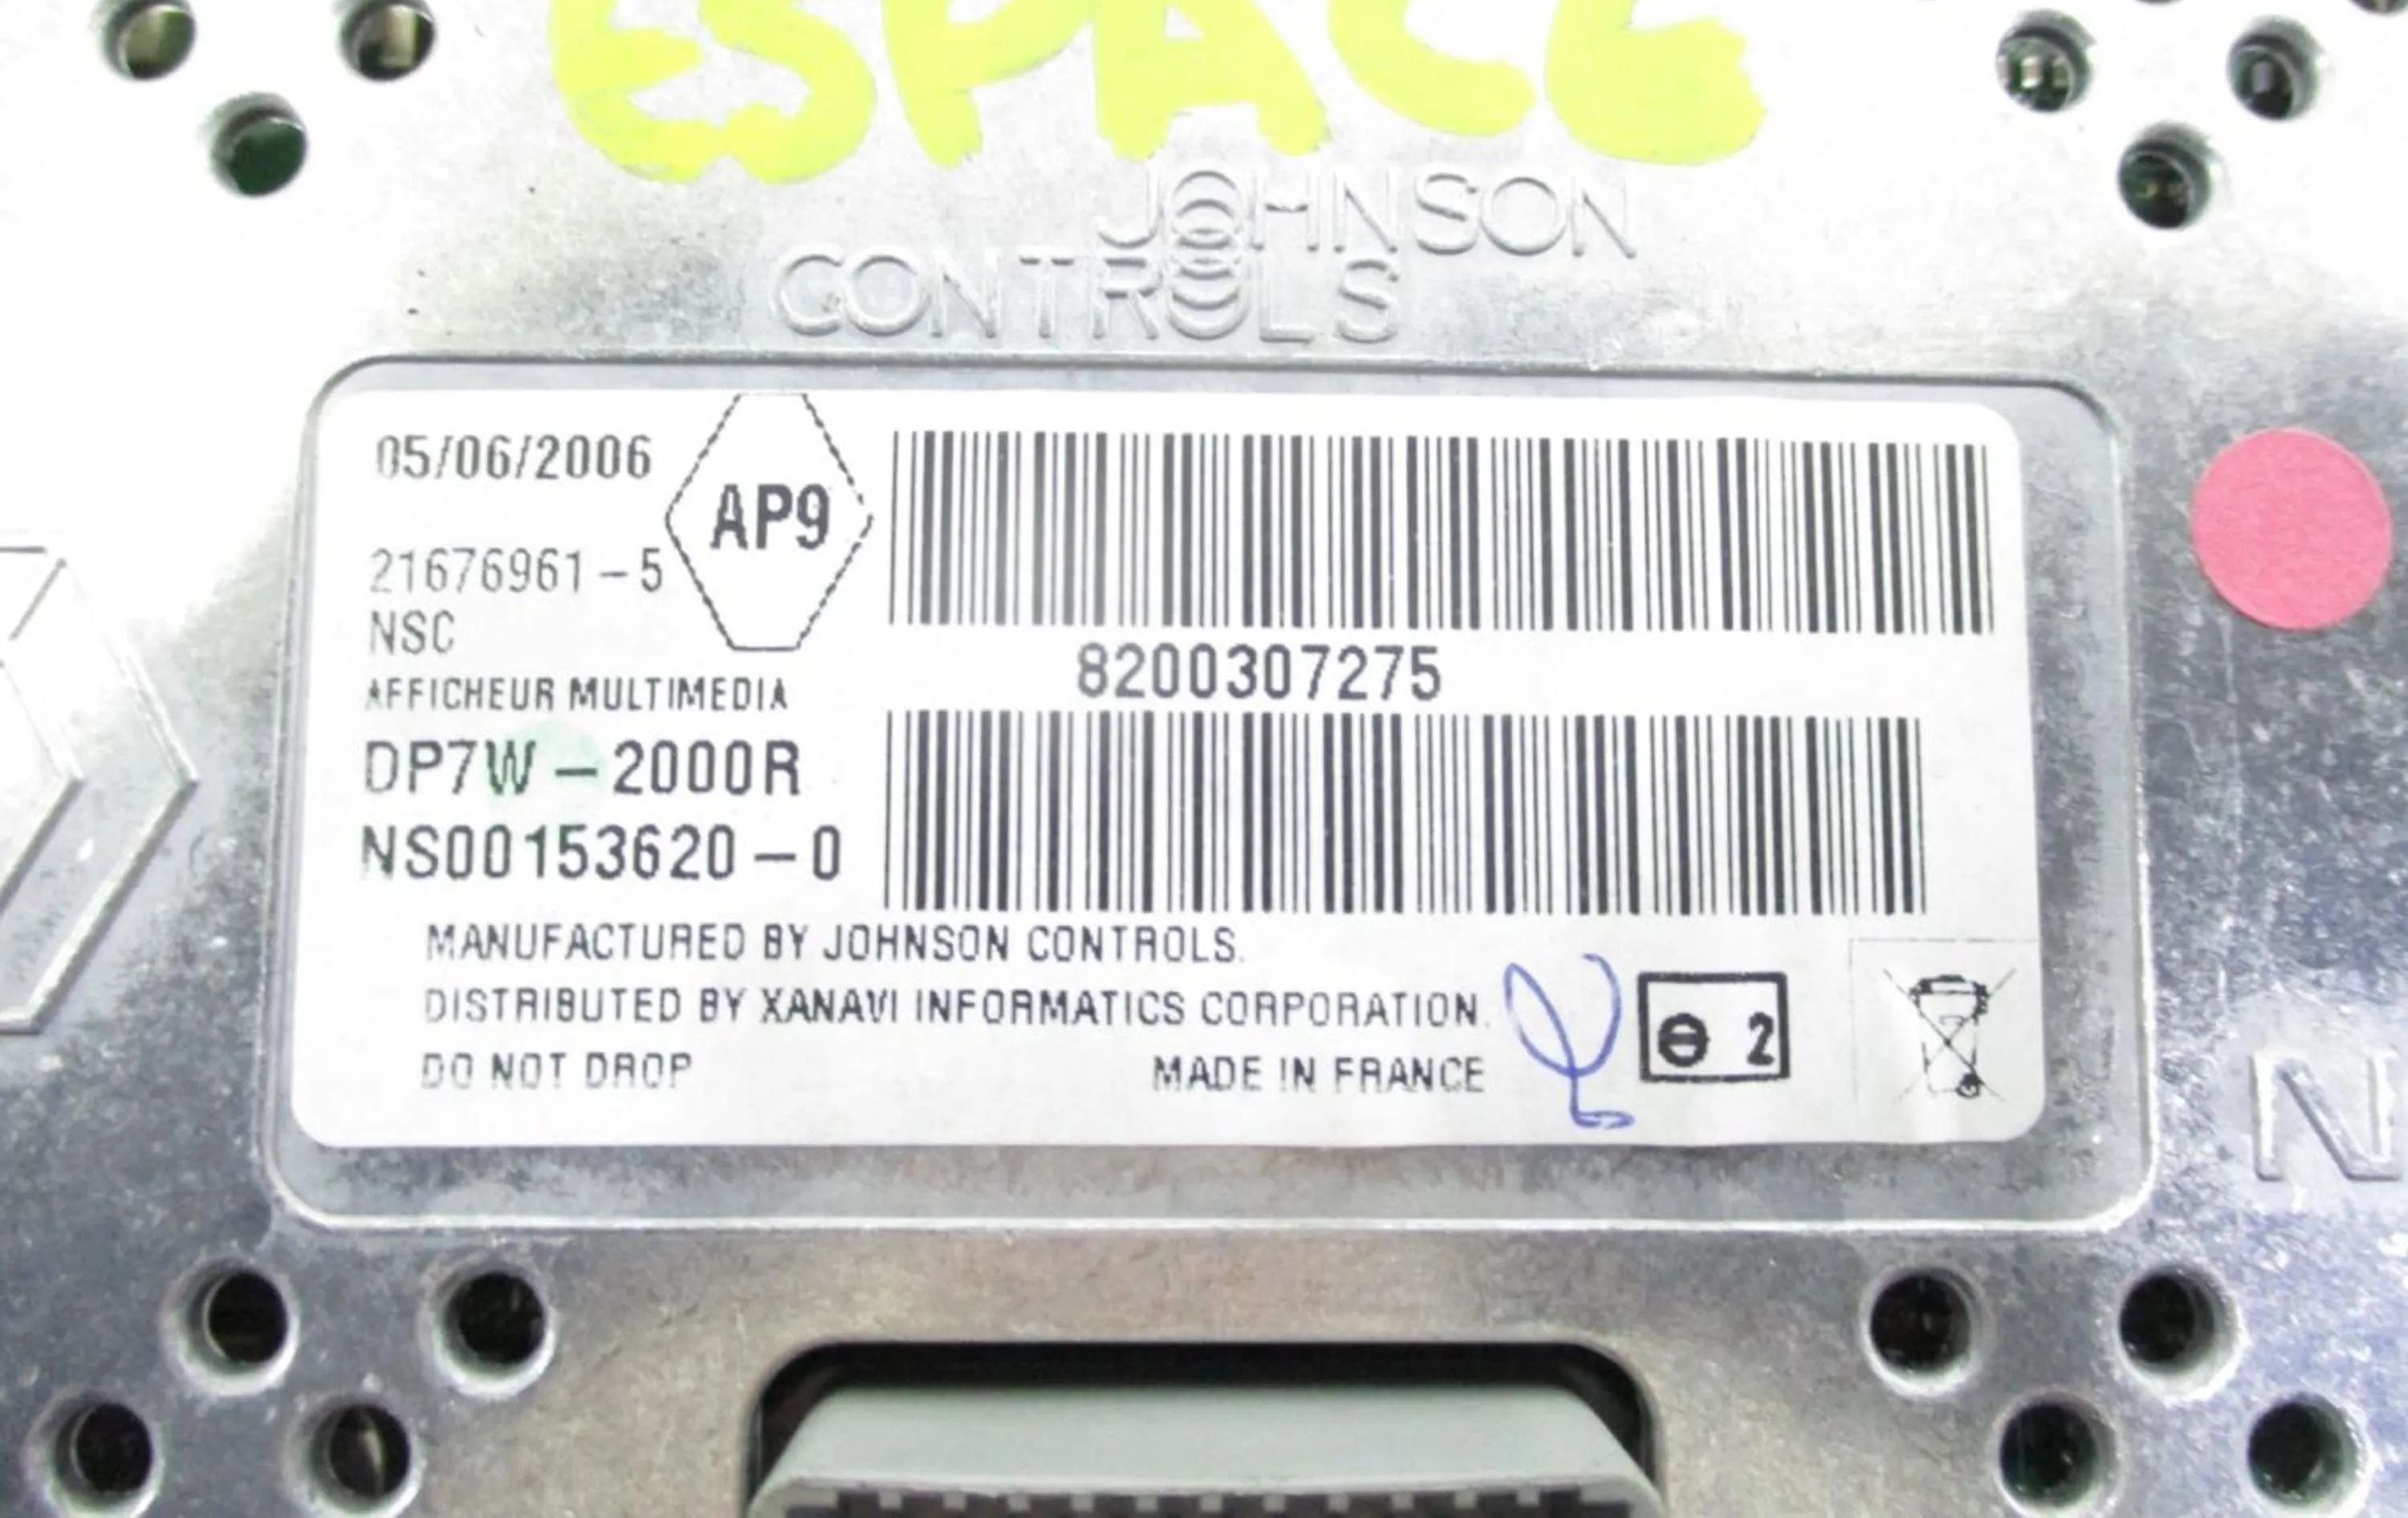 ESPACE
JOHNSON
CONTROLS
05/06/2006
AP9
21676961-5
NSC
8200307275
AFFICHEUR MULTIMEDIA
DP7W-2000R
NS00153620-0
MANUFACTURED BY JOHNSON CONTROLS.
DISTRIBUTED BY XANAVI INFORMATICS CORPORATION.
DO NOT DROP
MADE IN FRANCE
e 2
N